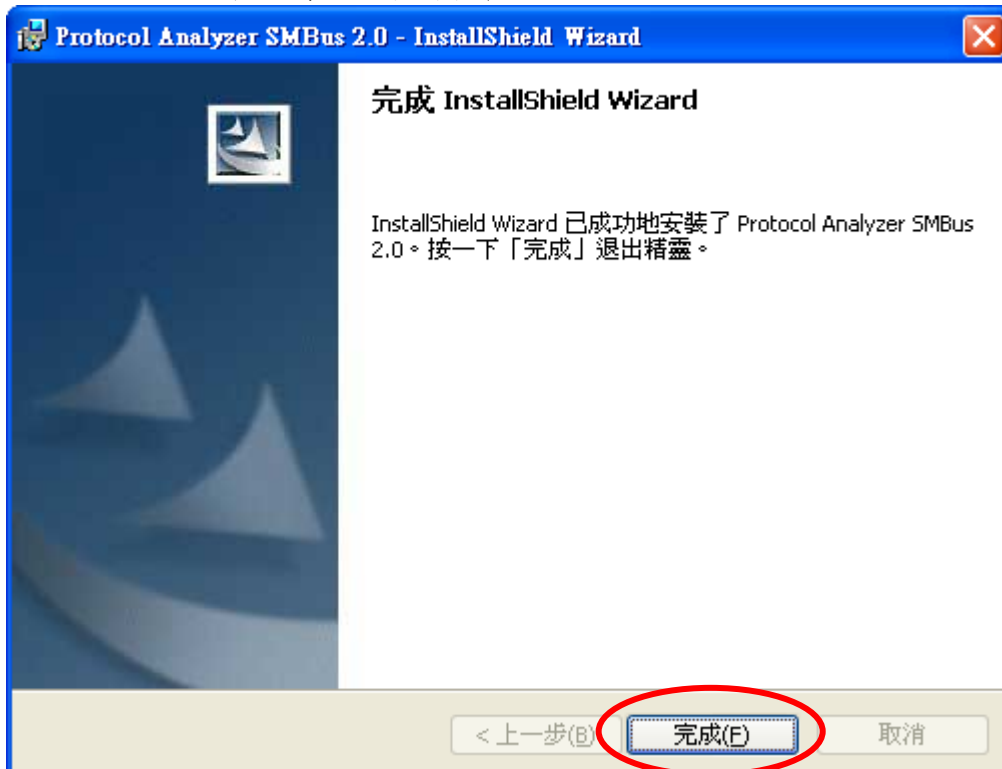 Protocol Analyzer SMBus 2.0 - InstallShield Wizard
完成 InstallShield Wizard
InstallShield Wizard 已成功地安裝了 Protocol Analyzer SMBus
2.0。按一下「完成」退出精靈。
< 上一步(B) 完成(F) 取消